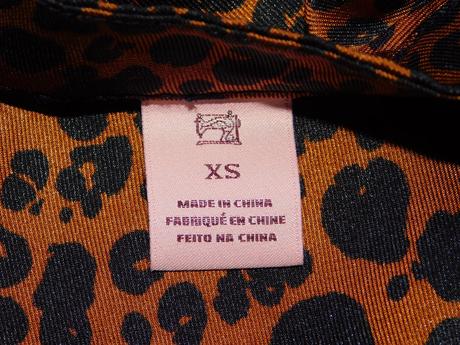 XS
MADE IN CHINA
FABRIQUÉ EN CHINE
FEITO NA CHINA